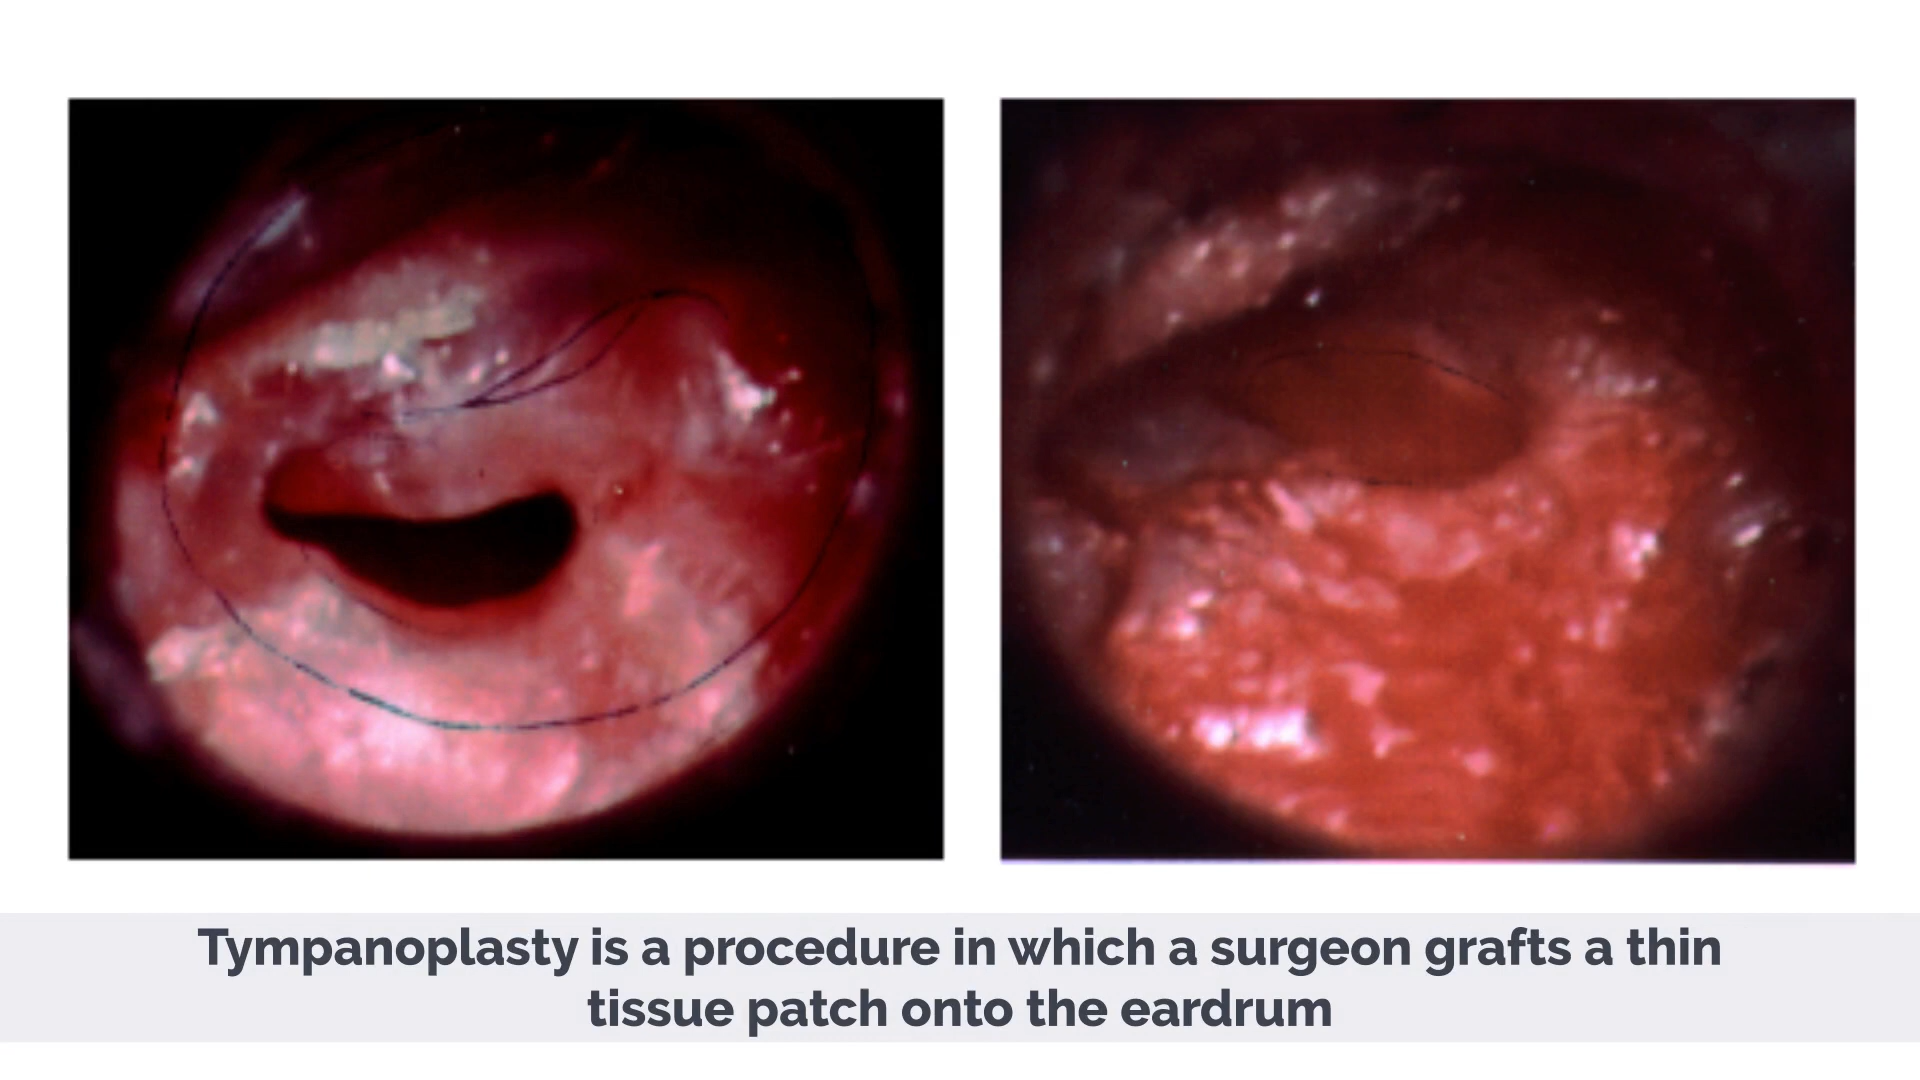 Tympanoplasty is a procedure in which a surgeon grafts a thin
tissue patch onto the eardrum